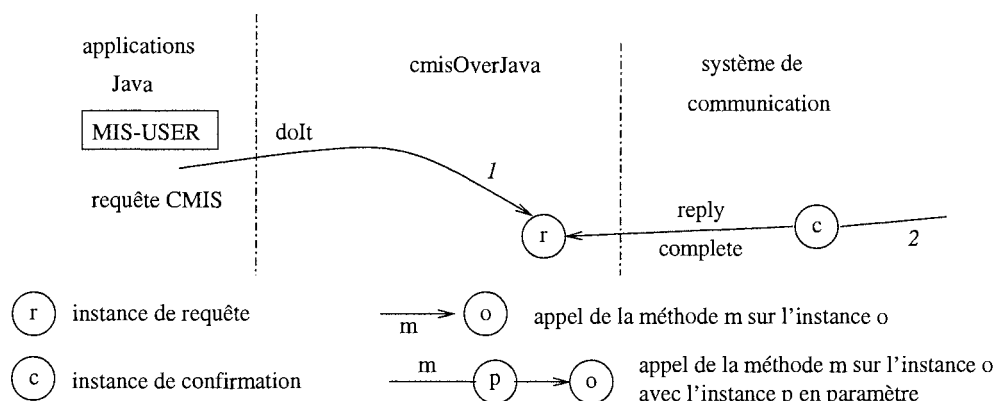 applications
Java
MIS-USER
requête CMIS
doIt
cmisOverJava
1
r
système de
communication
reply
complete
c
2
r instance de requête
m o appel de la méthode m sur l'instance o
c instance de confirmation
m p o appel de la méthode m sur l'instance o
avec l'instance p en paramètre